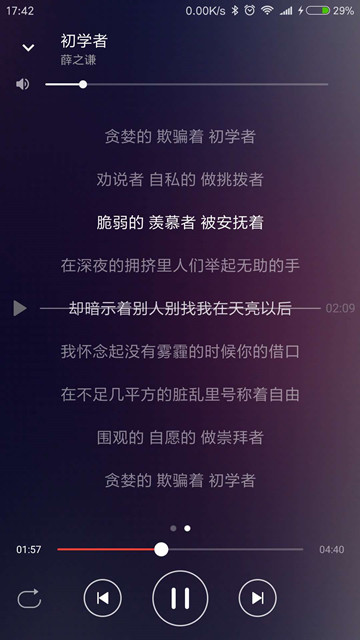 17:42 0.00K/s 29%
初学者
薛之谦
贪婪的 欺骗着 初学者
劝说者 自私的 做挑拨者
脆弱的 羡慕者 被安抚着
在深夜的拥挤里人们举起无助的手
却暗示着别人别找我在天亮以后 02:09
我怀念起没有雾霾的时候你的借口
在不足几平方的脏乱里号称着自由
围观的 自愿的 做崇拜者
贪婪的 欺骗着 初学者
01:57 04:40